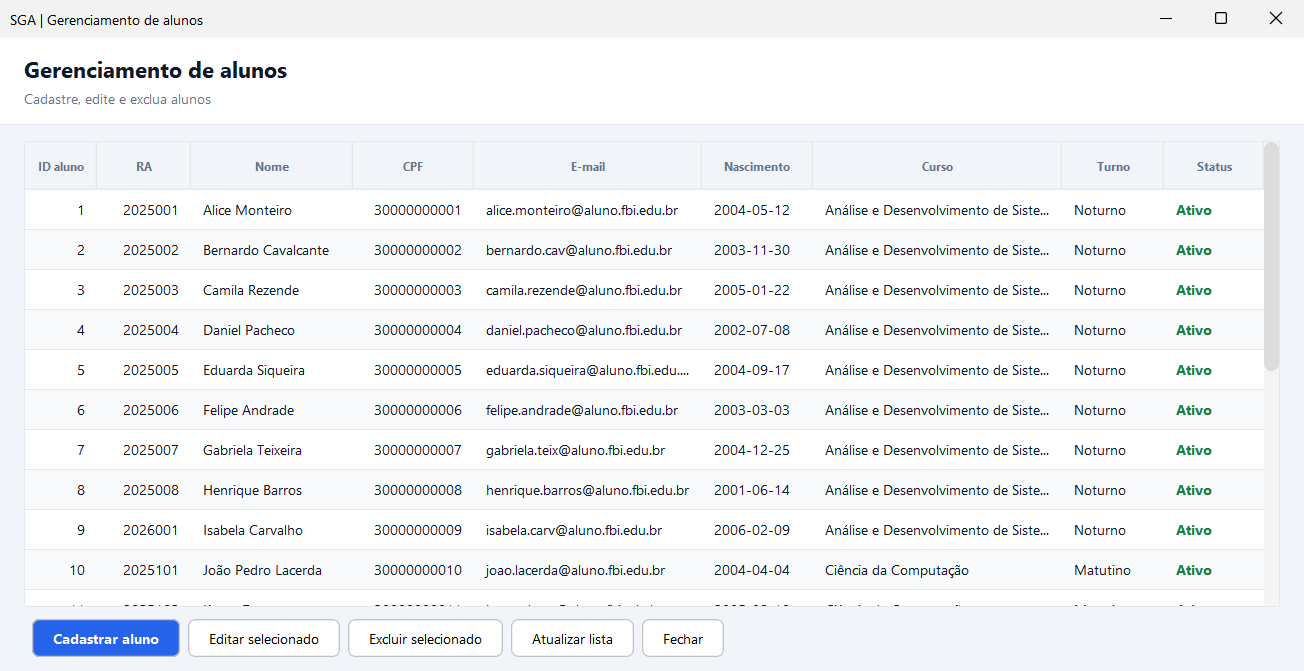 SGA | Gerenciamento de alunos
Gerenciamento de alunos
Cadastre, edite e exclua alunos
ID aluno RA Nome CPF E-mail Nascimento Curso Turno Status
1 2025001 Alice Monteiro 30000000001 alice.monteiro@aluno.fbi.edu.br 2004-05-12 Análise e Desenvolvimento de Siste... Noturno Ativo
2 2025002 Bernardo Cavalcante 30000000002 bernardo.cav@aluno.fbi.edu.br 2003-11-30 Análise e Desenvolvimento de Siste... Noturno Ativo
3 2025003 Camila Rezende 30000000003 camila.rezende@aluno.fbi.edu.br 2005-01-22 Análise e Desenvolvimento de Siste... Noturno Ativo
4 2025004 Daniel Pacheco 30000000004 daniel.pacheco@aluno.fbi.edu.br 2002-07-08 Análise e Desenvolvimento de Siste... Noturno Ativo
5 2025005 Eduarda Siqueira 30000000005 eduarda.siqueira@aluno.fbi.edu.... 2004-09-17 Análise e Desenvolvimento de Siste... Noturno Ativo
6 2025006 Felipe Andrade 30000000006 felipe.andrade@aluno.fbi.edu.br 2003-03-03 Análise e Desenvolvimento de Siste... Noturno Ativo
7 2025007 Gabriela Teixeira 30000000007 gabriela.teix@aluno.fbi.edu.br 2004-12-25 Análise e Desenvolvimento de Siste... Noturno Ativo
8 2025008 Henrique Barros 30000000008 henrique.barros@aluno.fbi.edu.br 2001-06-14 Análise e Desenvolvimento de Siste... Noturno Ativo
9 2026001 Isabela Carvalho 30000000009 isabela.carv@aluno.fbi.edu.br 2006-02-09 Análise e Desenvolvimento de Siste... Noturno Ativo
10 2025101 João Pedro Lacerda 30000000010 joao.lacerda@aluno.fbi.edu.br 2004-04-04 Ciência da Computação Matutino Ativo
Cadastrar aluno Editar selecionado Excluir selecionado Atualizar lista Fechar